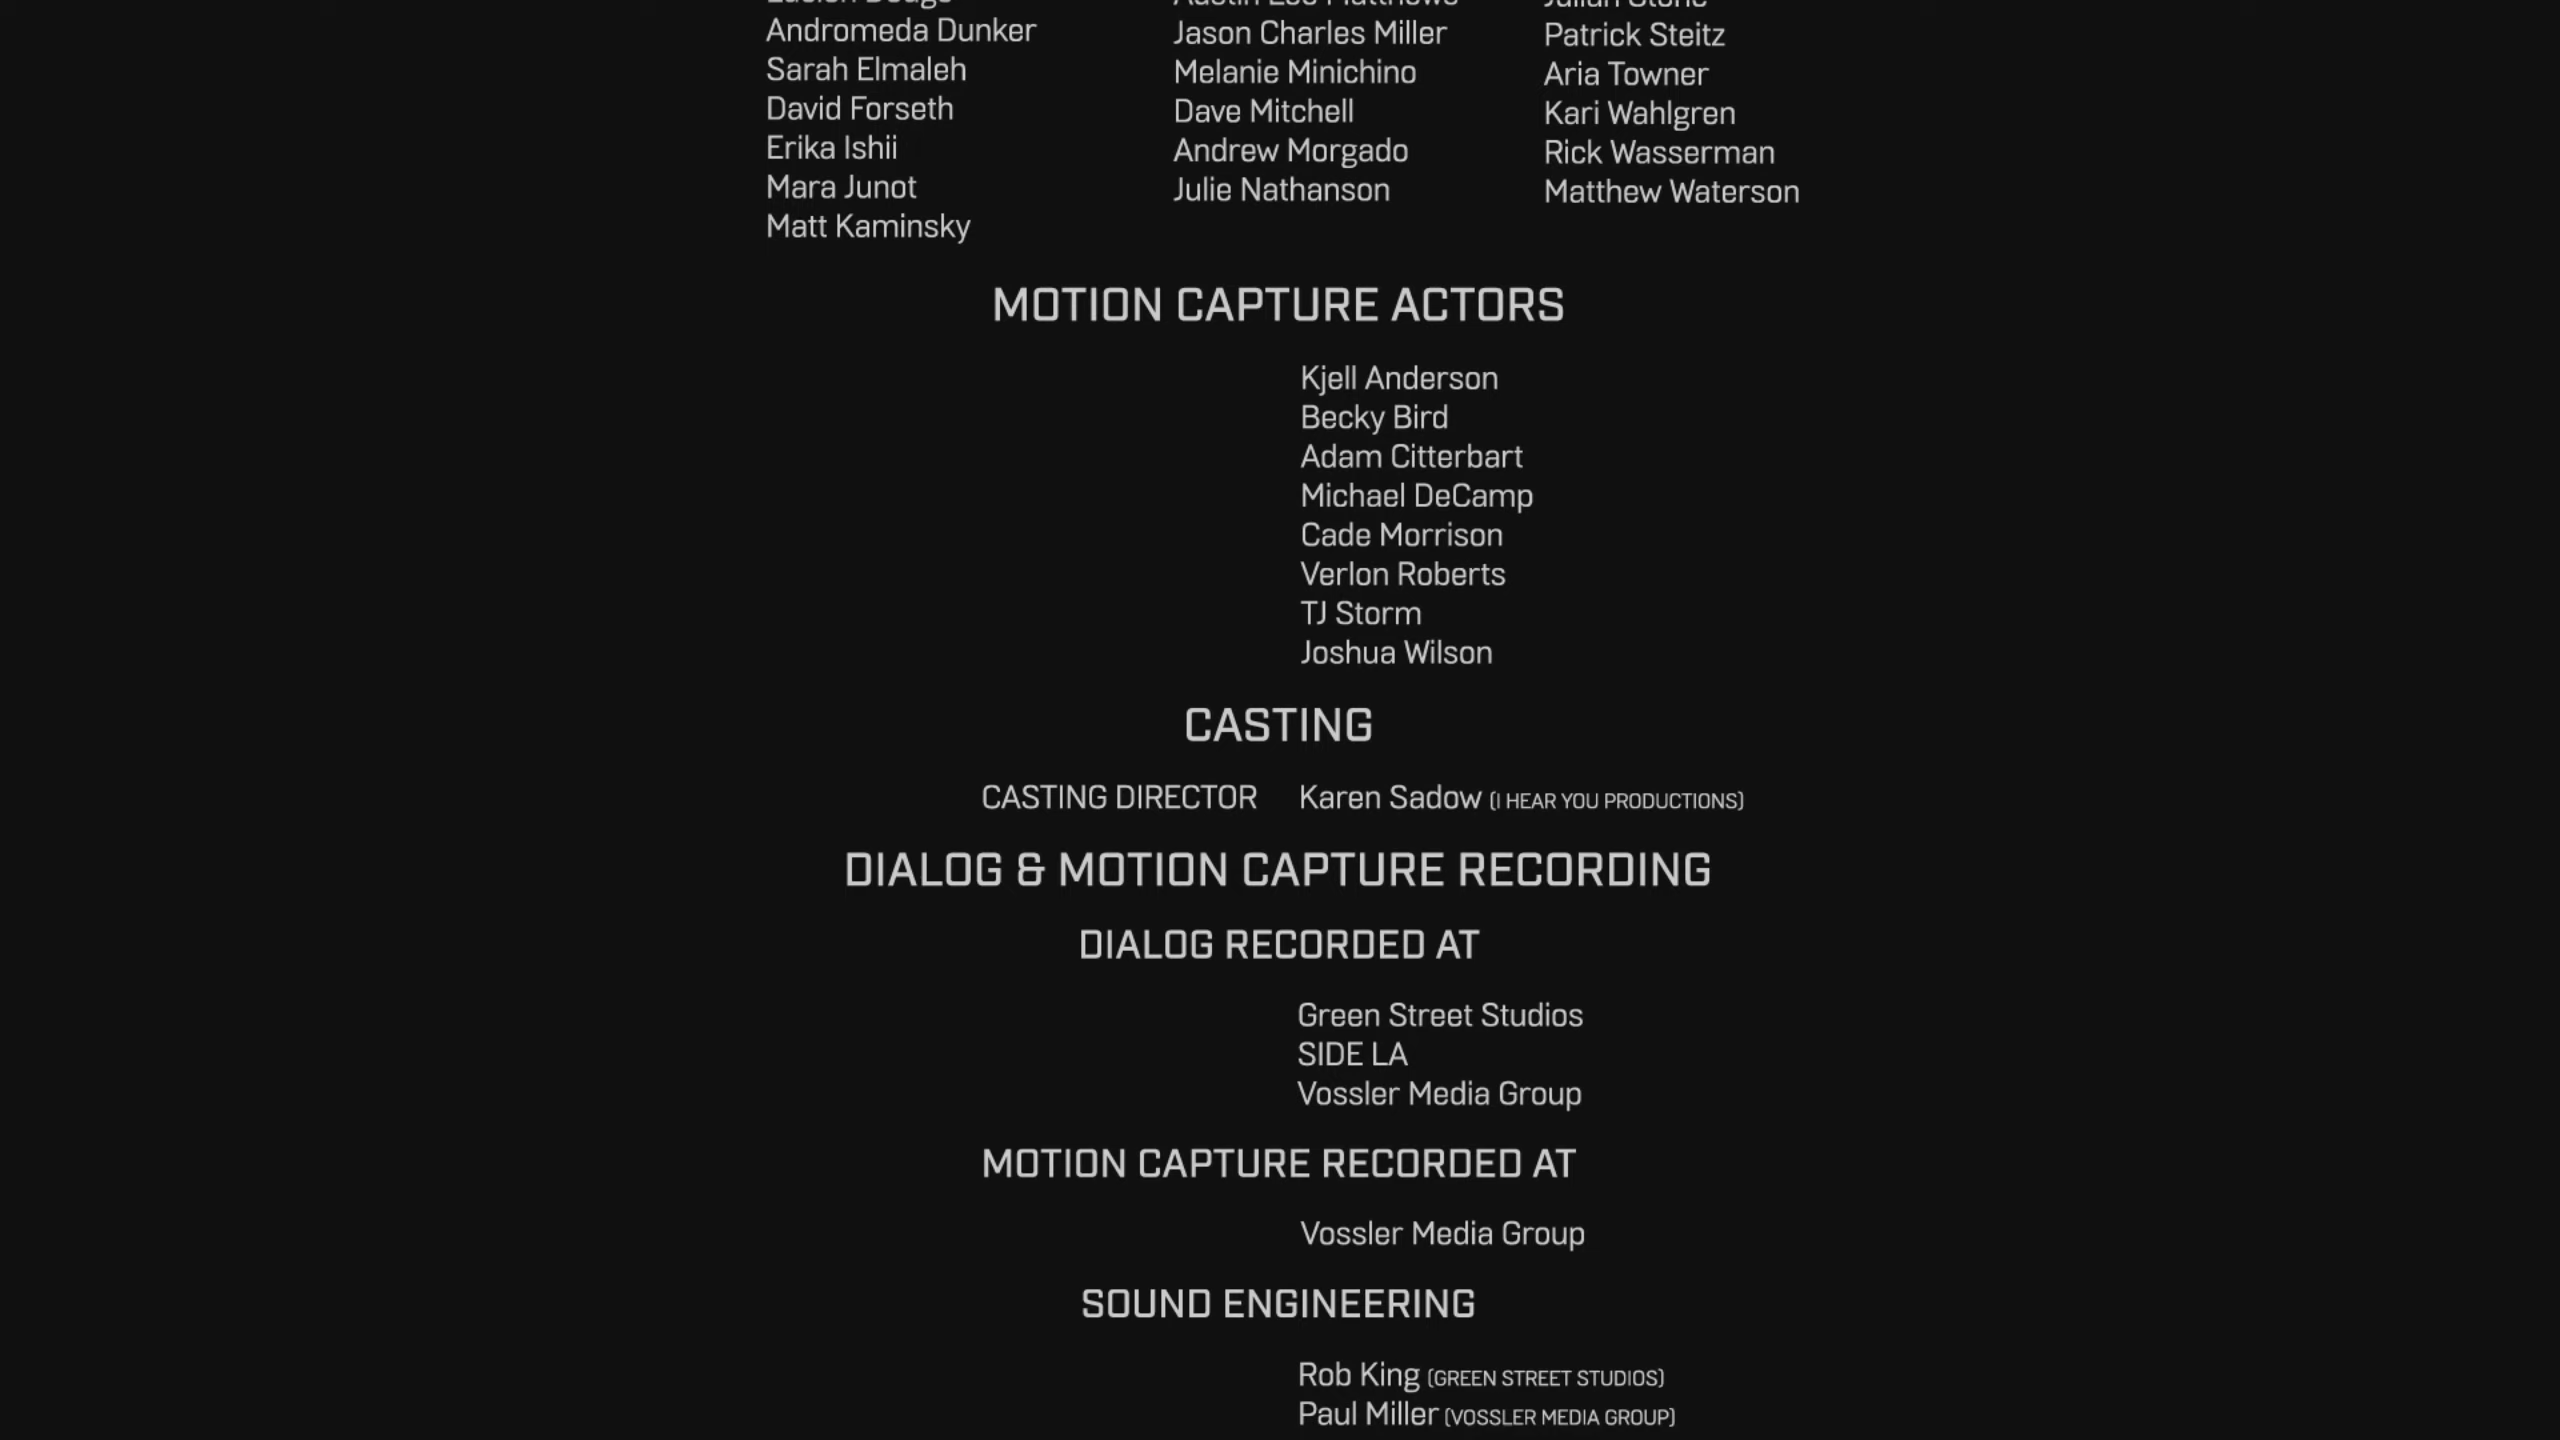 Andromeda Dunker
Sarah Elmaleh
David Forseth
Erika Ishii
Mara Junot
Matt Kaminsky
Jason Charles Miller
Melanie Minichino
Dave Mitchell
Andrew Morgado
Julie Nathanson
Patrick Steitz
Aria Towner
Kari Wahlgren
Rick Wasserman
Matthew Waterson
MOTION CAPTURE ACTORS
Kjell Anderson
Becky Bird
Adam Citterbart
Michael DeCamp
Cade Morrison
Verlon Roberts
TJ Storm
Joshua Wilson
CASTING
CASTING DIRECTOR Karen Sadow (I HEAR YOU PRODUCTIONS)
DIALOG & MOTION CAPTURE RECORDING
DIALOG RECORDED AT
Green Street Studios
SIDE LA
Vossler Media Group
MOTION CAPTURE RECORDED AT
Vossler Media Group
SOUND ENGINEERING
Rob King (GREEN STREET STUDIOS)
Paul Miller (VOSSLER MEDIA GROUP)